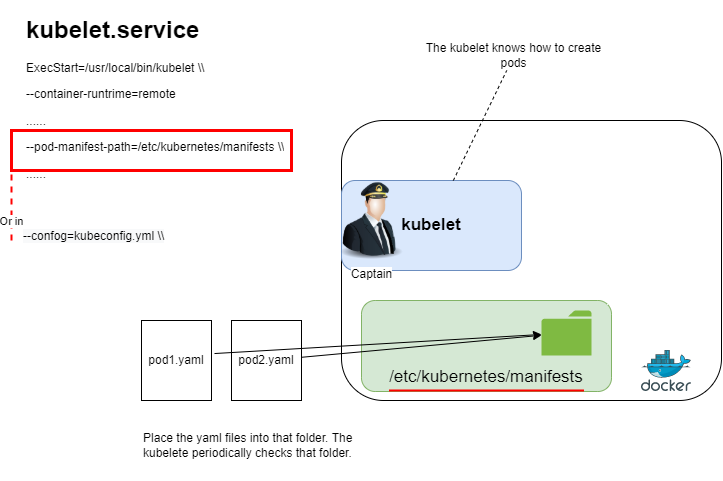 kubelet.service
ExecStart=/usr/local/bin/kubelet \\
--container-runtime=remote
......
--pod-manifest-path=/etc/kubernetes/manifests \\
......
Or in
--confog=kubeconfig.yml \\
The kubelet knows how to create
pods
kubelet
Captain
pod1.yaml
pod2.yaml
/etc/kubernetes/manifests
docker
Place the yaml files into that folder. The
kubelete periodically checks that folder.